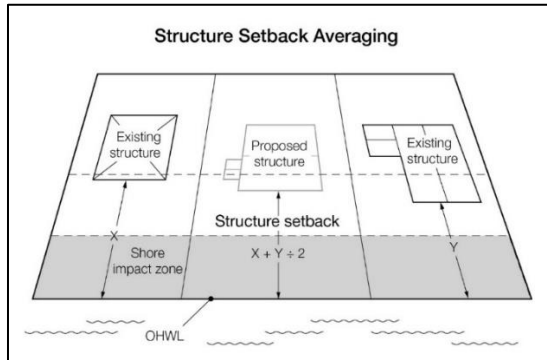 Structure Setback Averaging
Existing
structure
Proposed
structure
Existing
structure
Structure setback
X
Shore
impact zone
X + Y ÷ 2
Y
OHWL